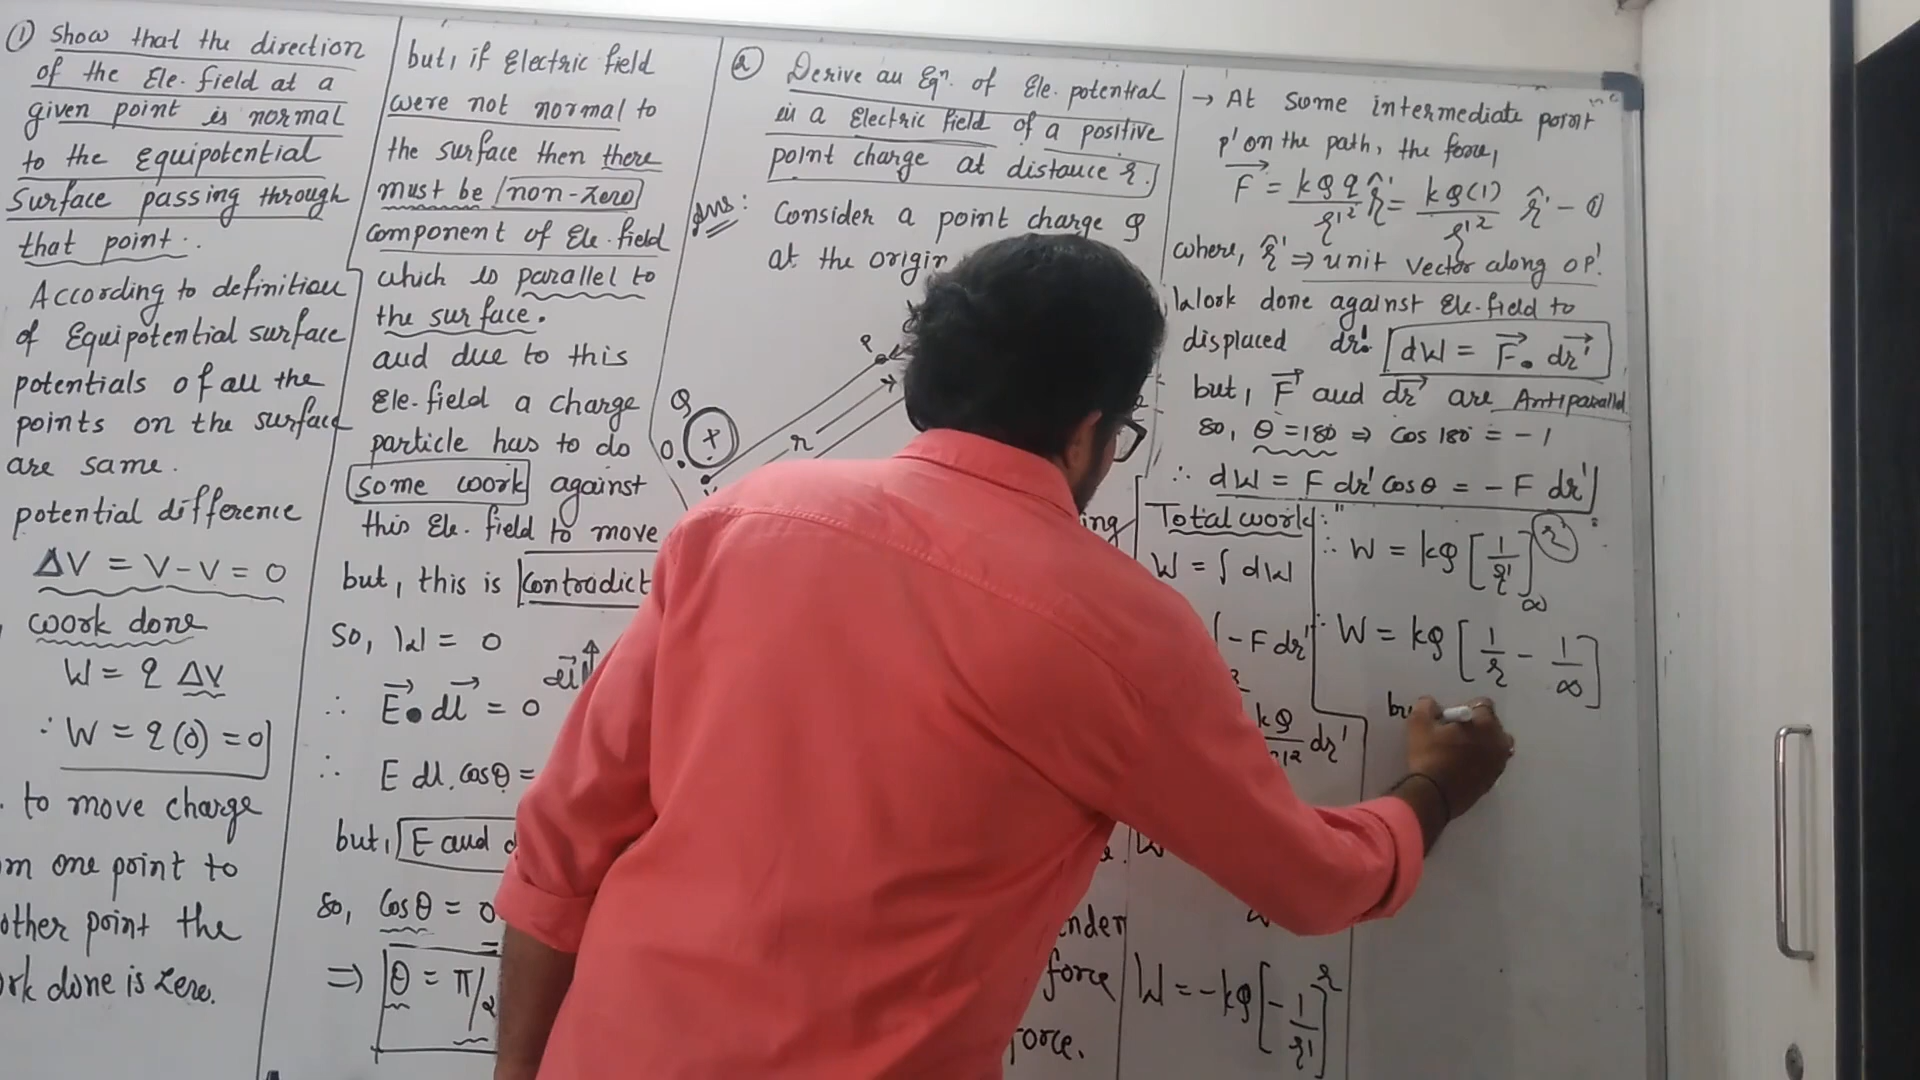 ① Show that the direction
of the Ele. field at a
given point is normal
to the Equipotential
Surface passing through
that point.
According to definition
of Equipotential surface
potentials of all the
points on the surface
are same.
potential difference
ΔV = V - V = 0
work done
W = q ΔV
∴ W = q (0) = 0
to move charge
one point to
point the
done is Zero.
but, if Electric field
were not normal to
the surface then there
must be non-zero
component of Ele. field
which is parallel to
the surface.
and due to this
Ele. field a charge
particle has to do
some work against
this Ele. field to move
but, this is Contradict
So, W = 0
∴ E⃗ • dl⃗ = 0
dl⃗
∴ E dl. cosθ =
but, E and
so, cosθ = 0
⇒ θ = π/2
② Derive an Eqn. of Ele. potential
in a Electric field of a positive
point charge at distance r.
Ans: Consider a point charge Q
at the origin
P
Q
+
O
r
force
force.
→ At some intermediate point
p' on the path, the force,
F⃗ = kQq/r'² r̂' = kQ(1)/r'² r̂' - ①
where, r̂' ⇒ unit vector along OP'.
Work done against Ele. field to
displaced dr'. dW = F⃗ • dr⃗'
but, F⃗ and dr⃗ are Antiparallel
so, θ = 180 ⇒ cos 180 = -1
∴ dW = F dr' cosθ = - F dr'
Total work :
W = ∫ dW
- F dr'
kQ dr'
W = -kQ [ - 1/r' ] r
∴ W = kQ [ 1/r' ] r ∞
∴ W = kQ [ 1/r - 1/∞ ]